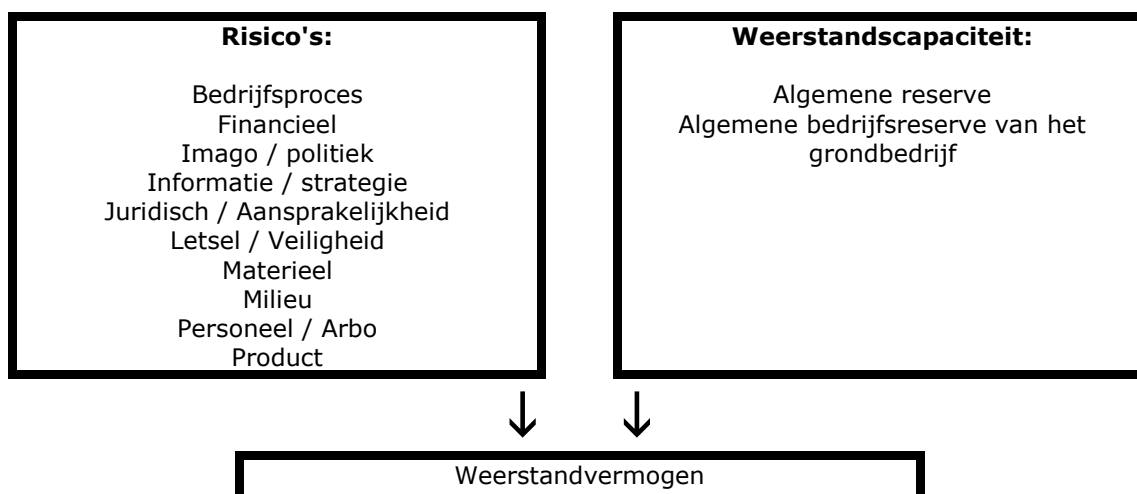 Risico's:
Bedrijfsproces
Financieel
Imago / politiek
Informatie / strategie
Juridisch / Aansprakelijkheid
Letsel / Veiligheid
Materieel
Milieu
Personeel / Arbo
Product
Weerstandscapaciteit:
Algemene reserve
Algemene bedrijfsreserve van het
grondbedrijf
Weerstandvermogen